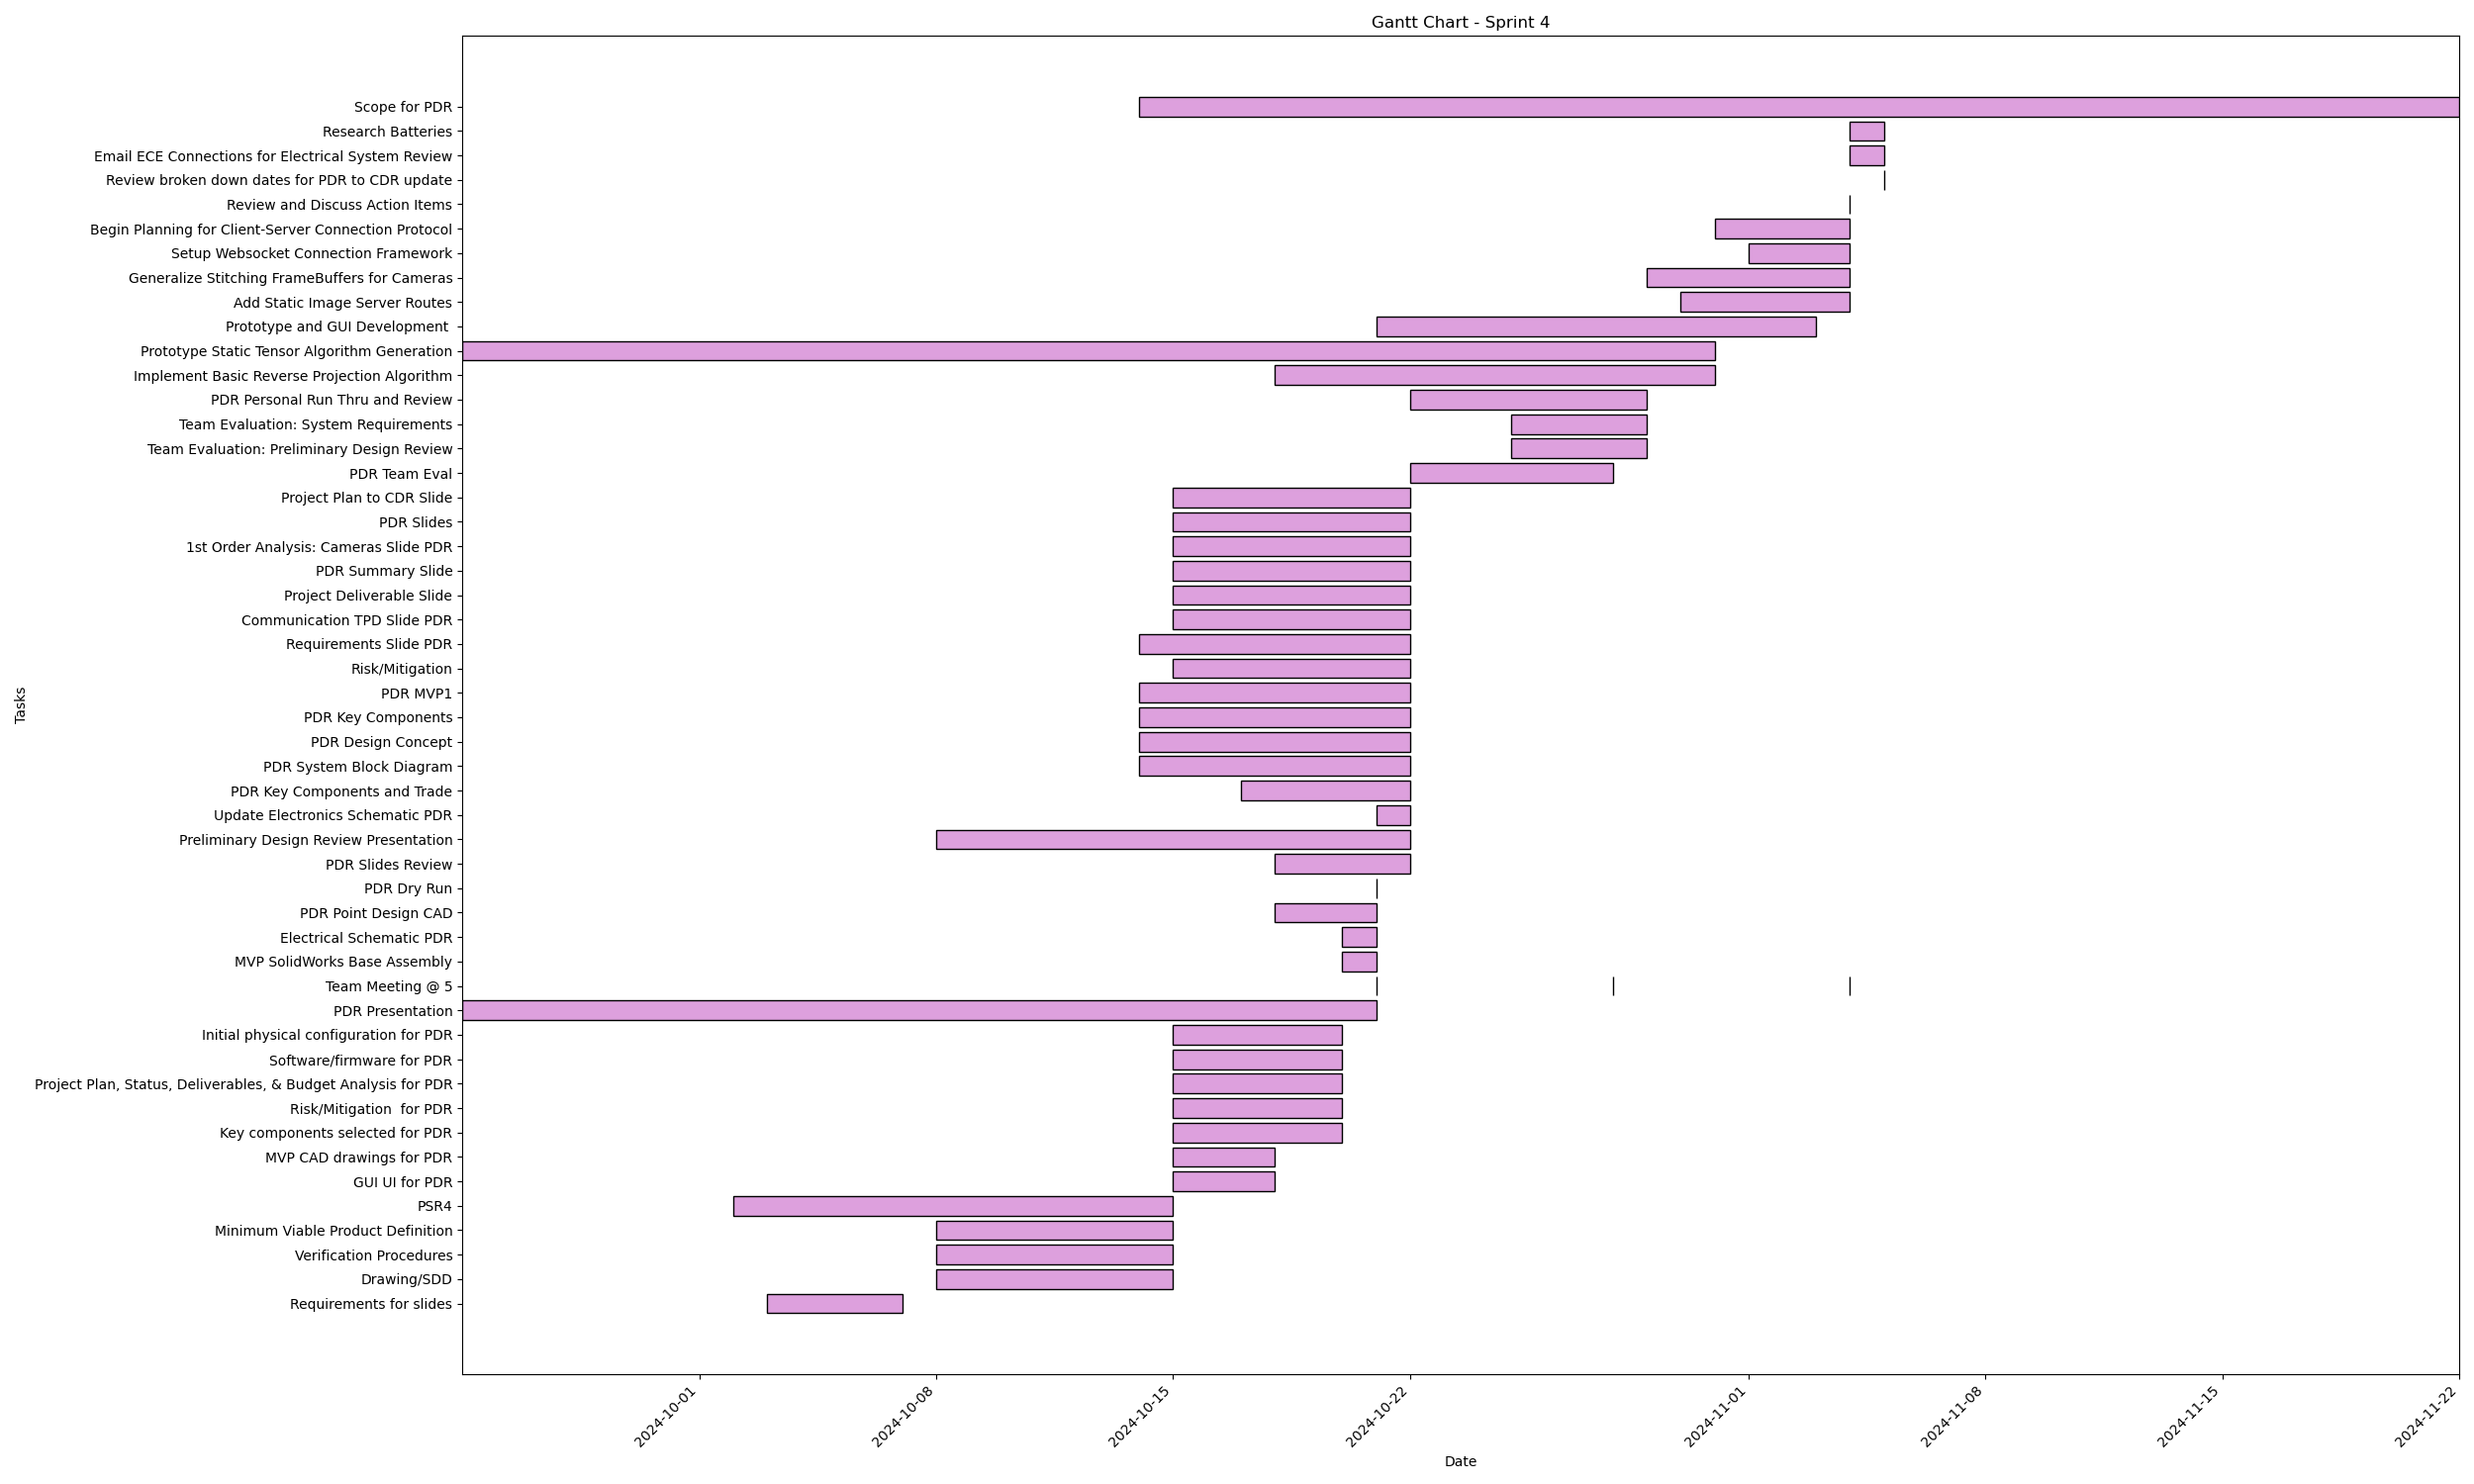 Gantt Chart - Sprint 4
Scope for PDR
Research Batteries
Email ECE Connections for Electrical System Review
Review broken down dates for PDR to CDR update
Review and Discuss Action Items
Begin Planning for Client-Server Connection Protocol
Setup Websocket Connection Framework
Generalize Stitching FrameBuffers for Cameras
Add Static Image Server Routes
Prototype and GUI Development
Prototype Static Tensor Algorithm Generation
Implement Basic Reverse Projection Algorithm
PDR Personal Run Thru and Review
Team Evaluation: System Requirements
Team Evaluation: Preliminary Design Review
PDR Team Eval
Project Plan to CDR Slide
PDR Slides
1st Order Analysis: Cameras Slide PDR
PDR Summary Slide
Project Deliverable Slide
Communication TPD Slide PDR
Requirements Slide PDR
Risk/Mitigation
PDR MVP1
PDR Key Components
PDR Design Concept
PDR System Block Diagram
PDR Key Components and Trade
Update Electronics Schematic PDR
Preliminary Design Review Presentation
PDR Slides Review
PDR Dry Run
PDR Point Design CAD
Electrical Schematic PDR
MVP SolidWorks Base Assembly
Team Meeting @ 5
PDR Presentation
Initial physical configuration for PDR
Software/firmware for PDR
Project Plan, Status, Deliverables, & Budget Analysis for PDR
Risk/Mitigation  for PDR
Key components selected for PDR
MVP CAD drawings for PDR
GUI UI for PDR
PSR4
Minimum Viable Product Definition
Verification Procedures
Drawing/SDD
Requirements for slides
Tasks
2024-10-01
2024-10-08
2024-10-15
2024-10-22
2024-11-01
2024-11-08
2024-11-15
2024-11-22
Date